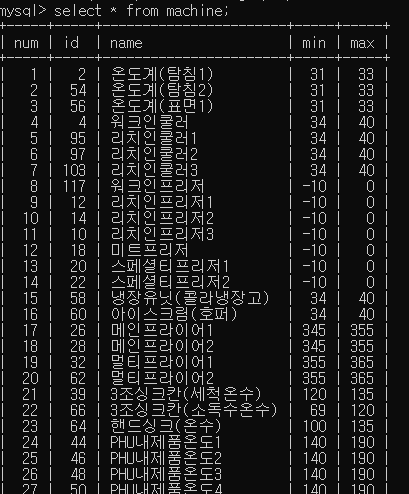 mysql> select * from machine;
| num | id | name | min | max |
| 1 | 2 | 온도계(탐침1) | 31 | 33 |
| 2 | 54 | 온도계(탐침2) | 31 | 33 |
| 3 | 56 | 온도계(표면1) | 31 | 33 |
| 4 | 4 | 워크인쿨러 | 34 | 40 |
| 5 | 95 | 리치인쿨러1 | 34 | 40 |
| 6 | 97 | 리치인쿨러2 | 34 | 40 |
| 7 | 103 | 리치인쿨러3 | 34 | 40 |
| 8 | 117 | 워크인프리저 | -10 | 0 |
| 9 | 12 | 리치인프리저1 | -10 | 0 |
| 10 | 14 | 리치인프리저2 | -10 | 0 |
| 11 | 10 | 리치인프리저3 | -10 | 0 |
| 12 | 18 | 미트프리저 | -10 | 0 |
| 13 | 20 | 스페셜티프리저1 | -10 | 0 |
| 14 | 22 | 스페셜티프리저2 | -10 | 0 |
| 15 | 58 | 냉장유닛(콜라냉장고) | 34 | 40 |
| 16 | 60 | 아이스크림(호퍼) | 34 | 40 |
| 17 | 26 | 메인프라이어1 | 345 | 355 |
| 18 | 28 | 메인프라이어2 | 345 | 355 |
| 19 | 32 | 멀티프라이어1 | 355 | 365 |
| 20 | 62 | 멀티프라이어2 | 355 | 365 |
| 21 | 39 | 3조싱크칸(세척온수) | 120 | 135 |
| 22 | 66 | 3조싱크칸(소독수온수) | 69 | 120 |
| 23 | 64 | 핸드싱크(온수) | 100 | 135 |
| 24 | 44 | PHU내제품온도1 | 140 | 190 |
| 25 | 46 | PHU내제품온도2 | 140 | 190 |
| 26 | 48 | PHU내제품온도3 | 140 | 190 |
| 27 | 50 | PHU내제품온도4 | 140 | 190 |